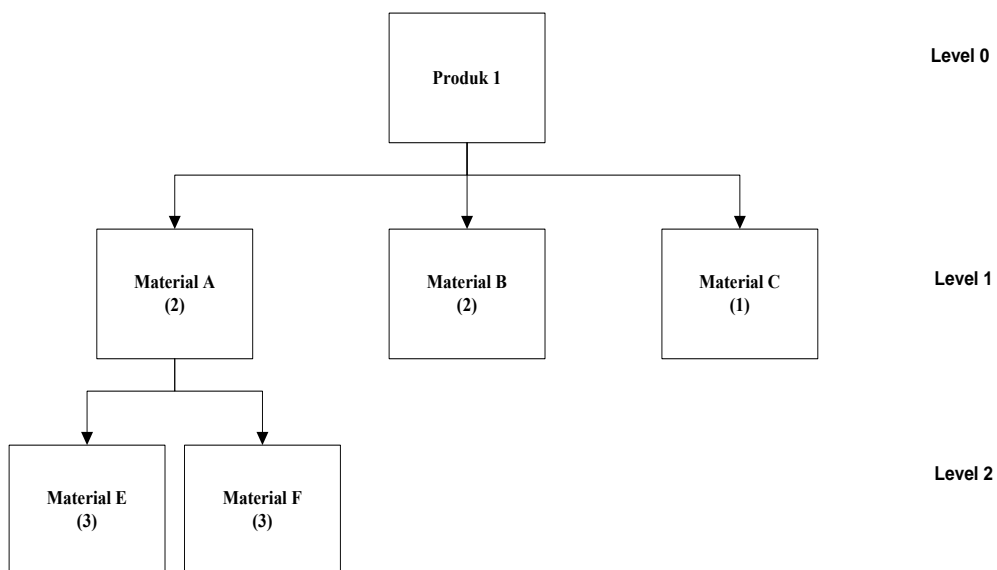 Produk 1
Level 0
Material A
(2)
Material B
(2)
Material C
(1)
Level 1
Material E
(3)
Material F
(3)
Level 2